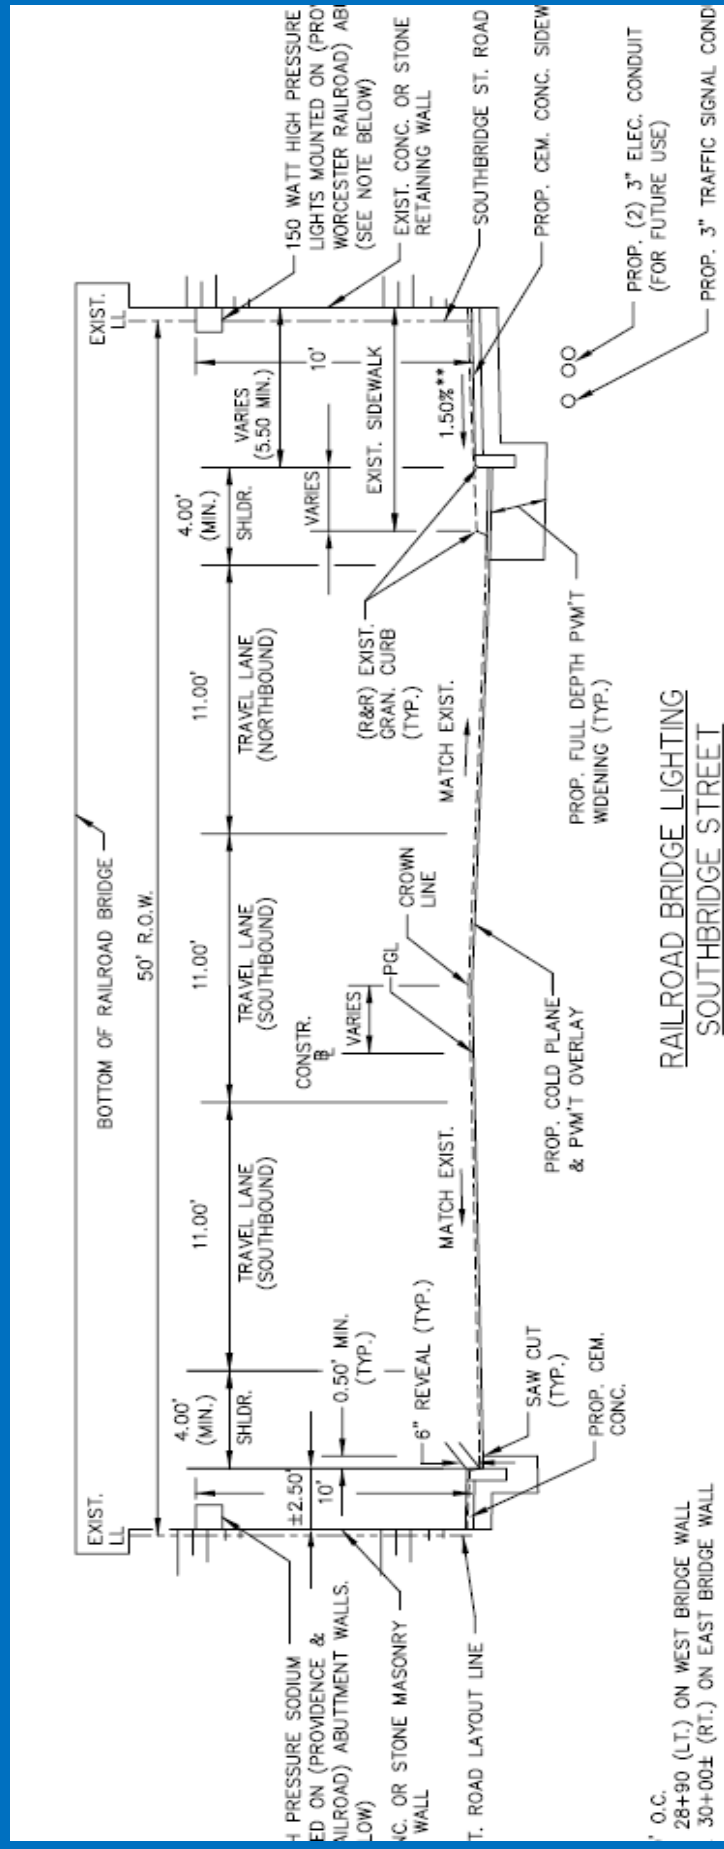 BOTTOM OF RAILROAD BRIDGE
EXIST.
LL
EXIST.
LL
50' R.O.W.
4.00'
(MIN.)
SHLDR.
11.00'
TRAVEL LANE
(SOUTHBOUND)
11.00'
TRAVEL LANE
(SOUTHBOUND)
11.00'
TRAVEL LANE
(NORTHBOUND)
4.00'
(MIN.)
SHLDR.
VARIES
(5.50 MIN.)
±2.50'
10'
0.50' MIN.
(TYP.)
CONSTR.
BL
VARIES
VARIES
10'
EXIST. SIDEWALK
6" REVEAL (TYP.)
MATCH EXIST.
PGL
CROWN
LINE
MATCH EXIST.
(R&R) EXIST.
GRAN. CURB
(TYP.)
1.50%**
H PRESSURE SODIUM
ED ON (PROVIDENCE &
AILROAD) ABUTTMENT WALLS.
LOW)
NC. OR STONE MASONRY
WALL
T. ROAD LAYOUT LINE
150 WATT HIGH PRESSURE
LIGHTS MOUNTED ON (PRO
WORCESTER RAILROAD) AB
(SEE NOTE BELOW)
EXIST. CONC. OR STONE
RETAINING WALL
SOUTHBRIDGE ST. ROAD
PROP. CEM. CONC. SIDEW
SAW CUT
(TYP.)
PROP. CEM.
CONC.
PROP. COLD PLANE
& PVM'T OVERLAY
PROP. FULL DEPTH PVM'T
WIDENING (TYP.)
PROP. (2) 3" ELEC. CONDUIT
(FOR FUTURE USE)
PROP. 3" TRAFFIC SIGNAL COND
RAILROAD BRIDGE LIGHTING
SOUTHBRIDGE STREET
' O.C.
28+90 (LT.) ON WEST BRIDGE WALL
30+00± (RT.) ON EAST BRIDGE WALL